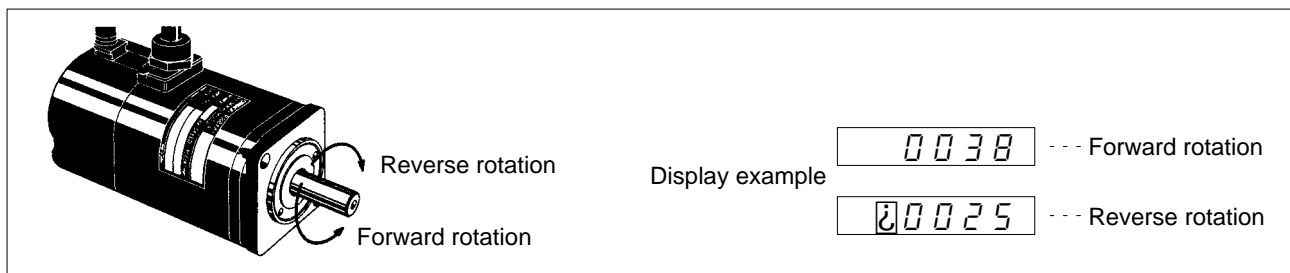 Reverse rotation
Forward rotation
Display example
0038 --- Forward rotation
¿0025 --- Reverse rotation